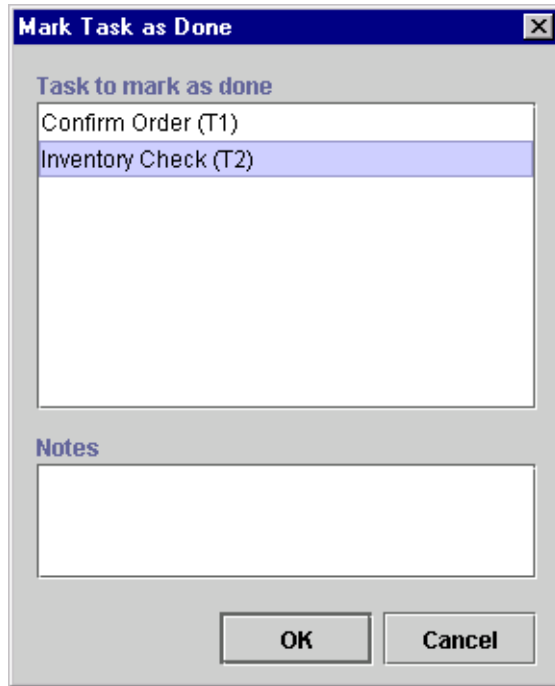 Mark Task as Done
Task to mark as done
Confirm Order (T1)
Inventory Check (T2)
Notes
OK
Cancel